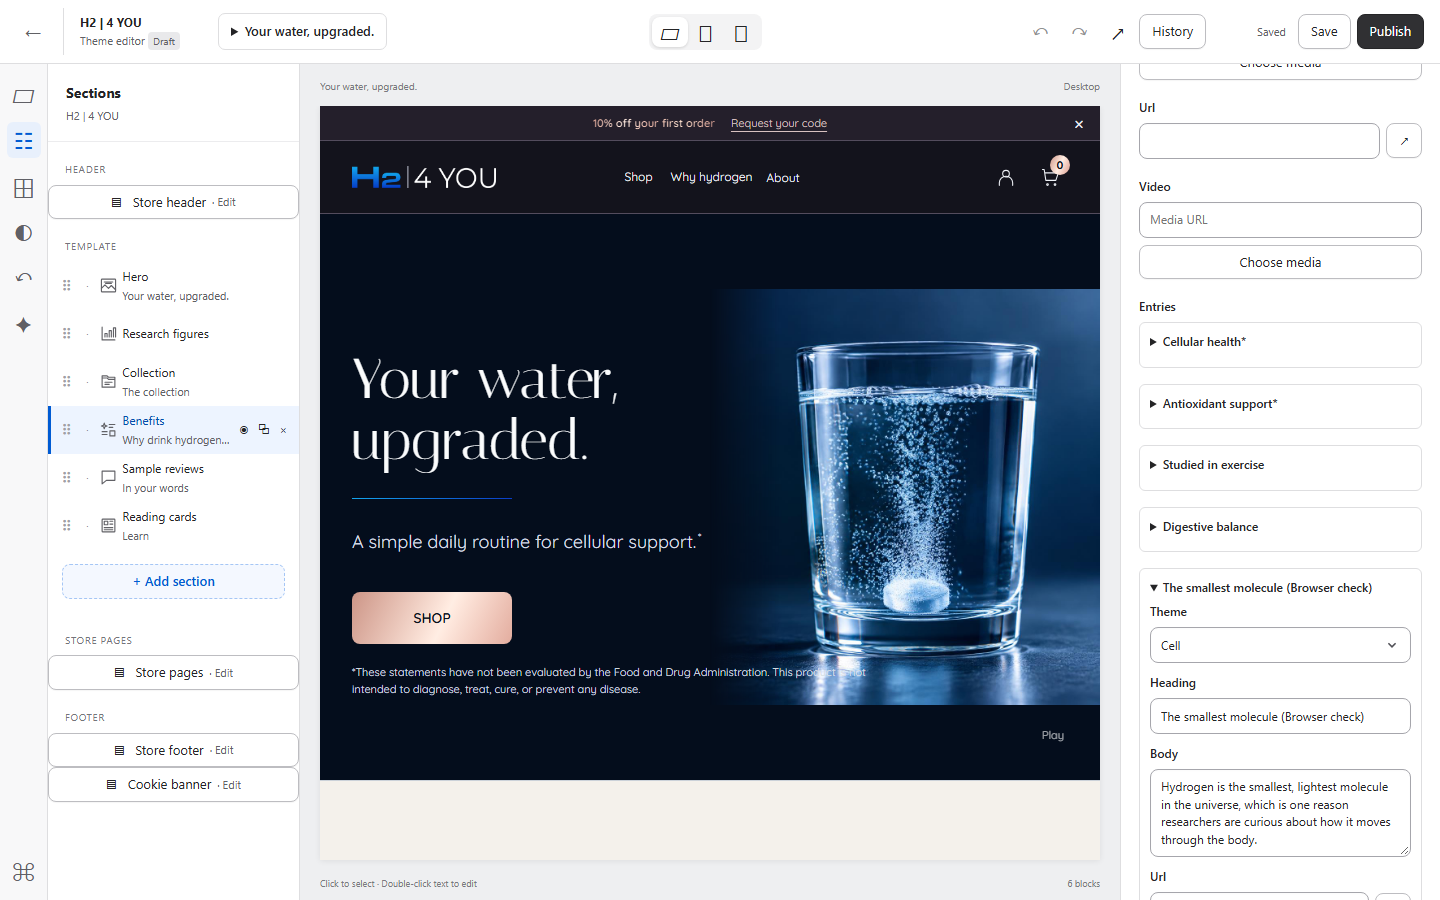 H2 | 4 YOU
Theme editor Draft
Your water, upgraded.
History
Saved
Save
Publish
Sections
H2 | 4 YOU
HEADER
Store header · Edit
TEMPLATE
Hero
Your water, upgraded.
Research figures
Collection
The collection
Benefits
Why drink hydrogen...
Sample reviews
In your words
Reading cards
Learn
+ Add section
STORE PAGES
Store pages · Edit
FOOTER
Store footer · Edit
Cookie banner · Edit
Your water, upgraded.
Desktop
10% off your first order Request your code
H2 | 4 YOU
Shop Why hydrogen About
0
Your water,
upgraded.
A simple daily routine for cellular support.*
SHOP
*These statements have not been evaluated by the Food and Drug Administration. This product is not
intended to diagnose, treat, cure, or prevent any disease.
Play
Click to select · Double-click text to edit
6 blocks
Choose media
Url
Video
Media URL
Choose media
Entries
Cellular health*
Antioxidant support*
Studied in exercise
Digestive balance
The smallest molecule (Browser check)
Theme
Cell
Heading
The smallest molecule (Browser check)
Body
Hydrogen is the smallest, lightest molecule
in the universe, which is one reason
researchers are curious about how it moves
through the body.
Url